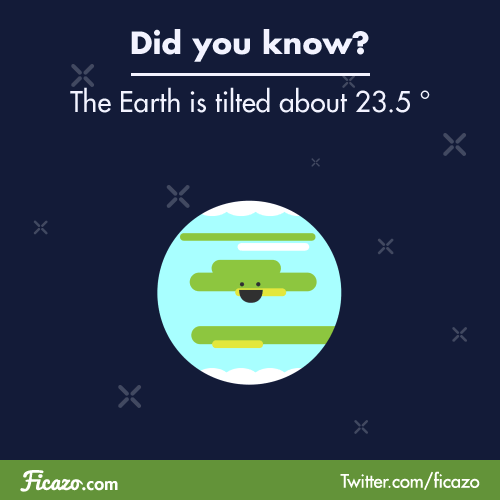 Did you know?
The Earth is tilted about 23.5 °
Ficazo.com
Twitter.com/ficazo